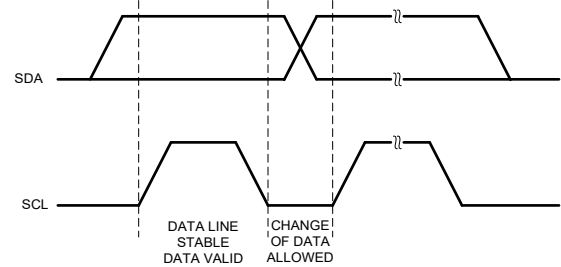 SDA
SCL
DATA LINE
STABLE
DATA VALID
CHANGE
OF DATA
ALLOWED